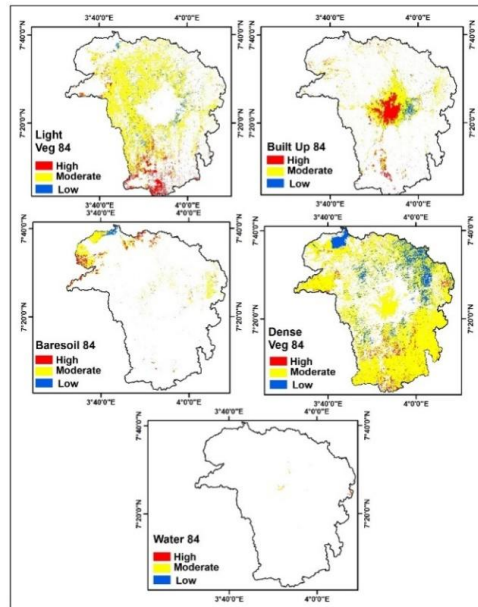 3°40'0"E 4°0'0"E
7°40'0"N
7°20'0"N
Light
Veg 84
High
Moderate
Low
3°40'0"E 4°0'0"E
7°40'0"N
7°20'0"N
Built Up 84
High
Moderate
Low
7°40'0"N
7°20'0"N
Baresoil 84
High
Moderate
Low
3°40'0"E 4°0'0"E
7°40'0"N
7°20'0"N
Dense
Veg 84
High
Moderate
Low
3°40'0"E 4°0'0"E
3°40'0"E 4°0'0"E
7°40'0"N
7°20'0"N
7°40'0"N
7°20'0"N
Water 84
High
Moderate
Low
3°40'0"E 4°0'0"E